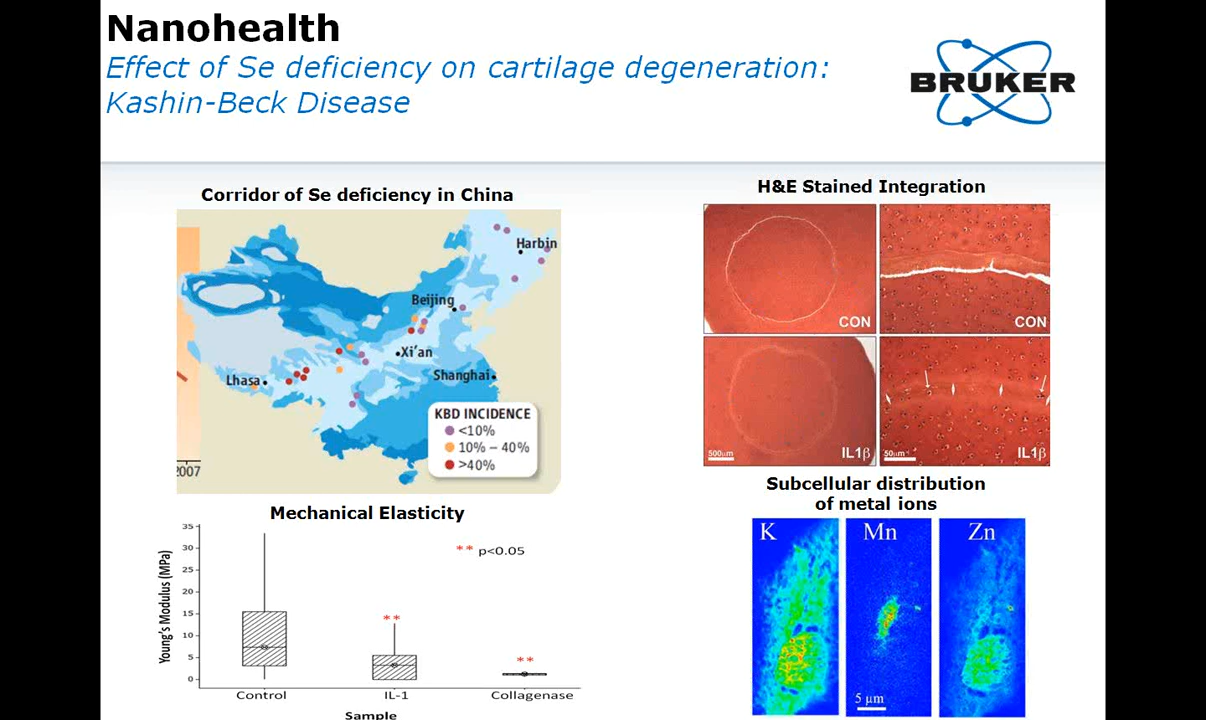 Nanohealth
Effect of Se deficiency on cartilage degeneration:
Kashin-Beck Disease
BRUKER
Corridor of Se deficiency in China
Harbin
Beijing
Xi'an
Shanghai
Lhasa
KBD INCIDENCE
<10%
10% – 40%
>40%
2007
H&E Stained Integration
CON
CON
IL1β
500µm
IL1β
50µm
Mechanical Elasticity
** p<0.05
Young's Modulus (MPa)
35
30
25
20
15
10
5
0
**
**
Control
IL-1
Collagenase
Sample
Subcellular distribution
of metal ions
K
Mn
Zn
5 µm